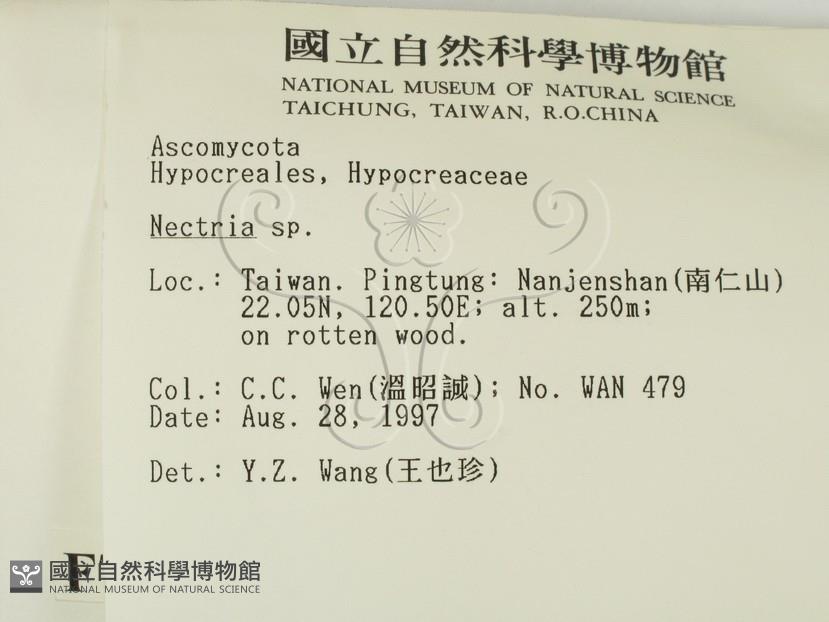 國立自然科學博物館
NATIONAL MUSEUM OF NATURAL SCIENCE
TAICHUNG, TAIWAN, R.O.CHINA
Ascomycota
Hypocreales, Hypocreaceae
Nectria sp.
Loc.: Taiwan. Pingtung: Nanjenshan(南仁山)
22.05N, 120.50E; alt. 250m;
on rotten wood.
Col.: C.C. Wen(溫昭誠); No. WAN 479
Date: Aug. 28, 1997
Det.: Y.Z. Wang(王也珍)
F
國立自然科學博物館
NATIONAL MUSEUM OF NATURAL SCIENCE